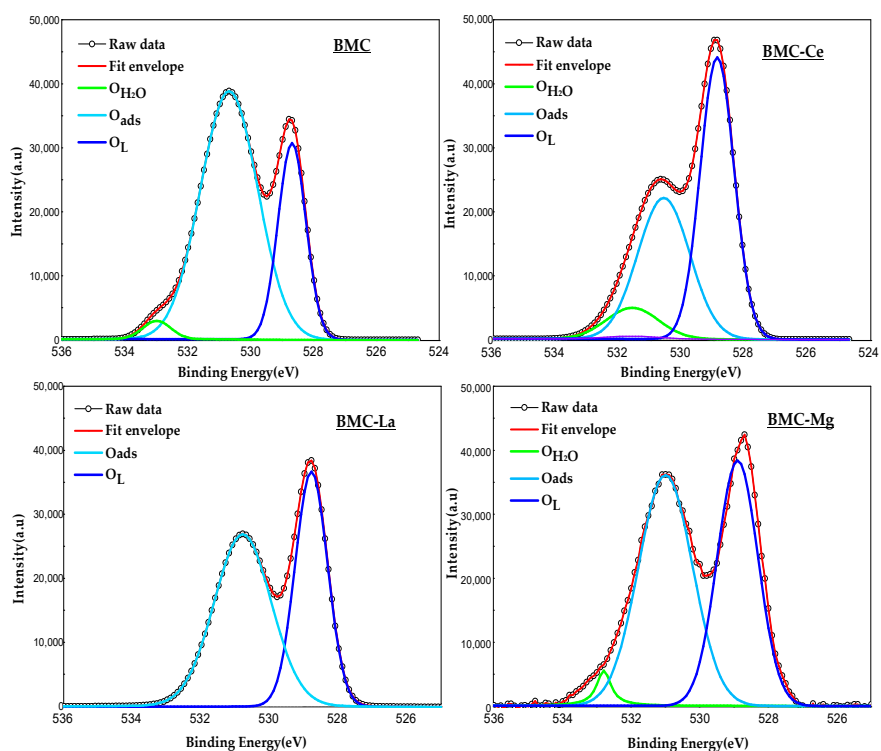 BMC
Raw data
Fit envelope
OH2O
Oads
OL
Intensity (a.u)
50,000
40,000
30,000
20,000
10,000
0
536
534
532
530
528
526
524
Binding Energy(eV)
BMC-Ce
Raw data
Fit envelope
OH2O
Oads
OL
Intensity (a.u)
50,000
40,000
30,000
20,000
10,000
0
536
534
532
530
528
526
524
Binding Energy(eV)
BMC-La
Raw data
Fit envelope
Oads
OL
Intensity (a.u)
50,000
40,000
30,000
20,000
10,000
0
536
534
532
530
528
526
Binding Energy(eV)
BMC-Mg
Raw data
Fit envelope
OH2O
Oads
OL
Intensity (a.u)
50,000
40,000
30,000
20,000
10,000
0
536
534
532
530
528
526
Binding Energy(eV)